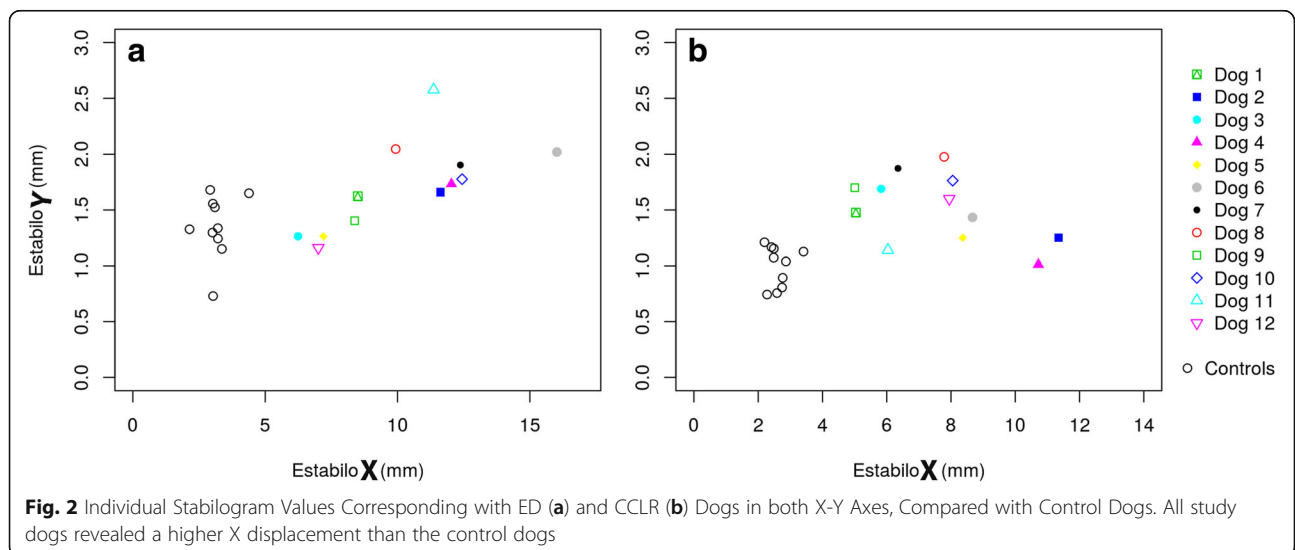 a
b
3.0
2.5
2.0
1.5
1.0
0.5
0.0
Estabilo Y (mm)
0 5 10 15
Estabilo X (mm)
3.0
2.5
2.0
1.5
1.0
0.5
0.0
0 2 4 6 8 10 12 14
Estabilo X (mm)
Dog 1
Dog 2
Dog 3
Dog 4
Dog 5
Dog 6
Dog 7
Dog 8
Dog 9
Dog 10
Dog 11
Dog 12
Controls
Fig. 2 Individual Stabilogram Values Corresponding with ED (a) and CCLR (b) Dogs in both X-Y Axes, Compared with Control Dogs. All study
dogs revealed a higher X displacement than the control dogs